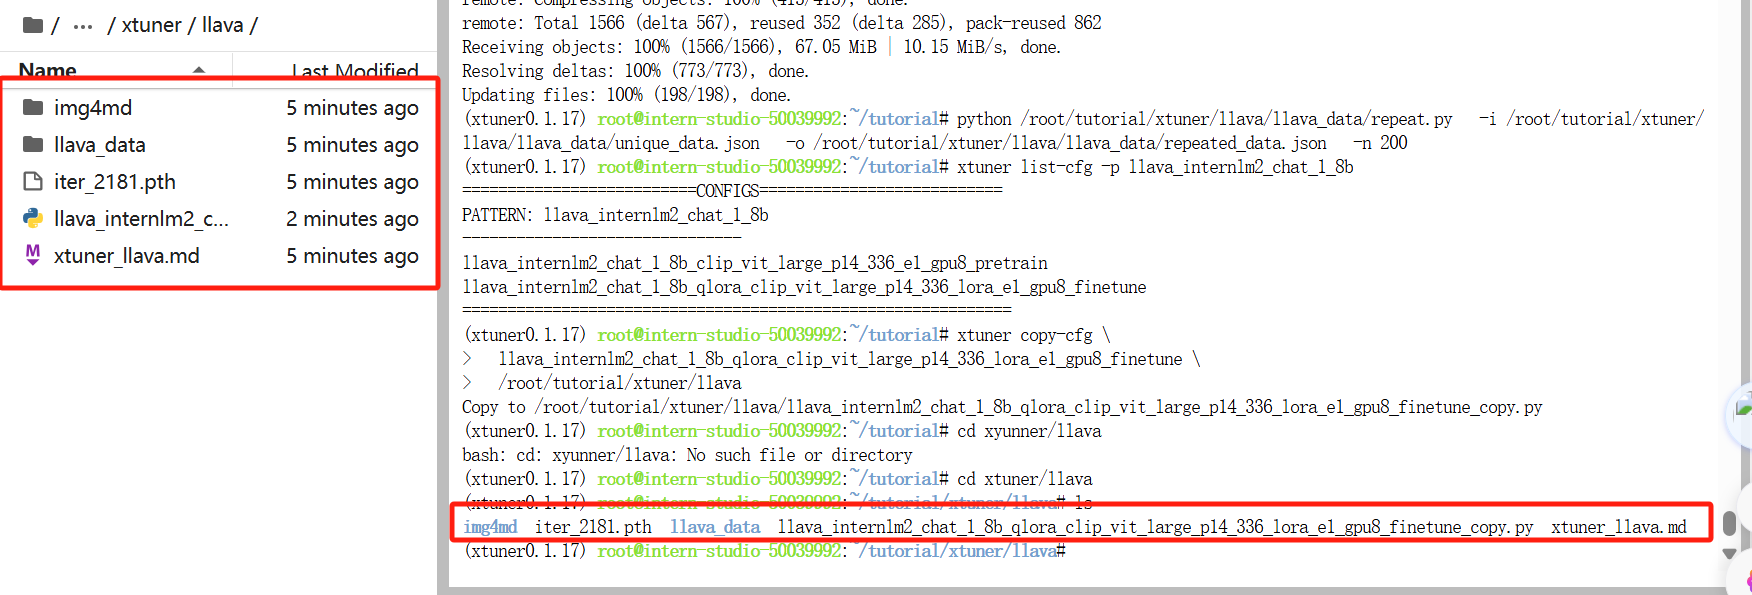 / ··· / xtuner / llava /
Name Last Modified
img4md 5 minutes ago
llava_data 5 minutes ago
iter_2181.pth 5 minutes ago
llava_internlm2_c... 2 minutes ago
xtuner_llava.md 5 minutes ago
remote: Compressing objects: 100% (415/415), done.
remote: Total 1566 (delta 567), reused 352 (delta 285), pack-reused 862
Receiving objects: 100% (1566/1566), 67.05 MiB | 10.15 MiB/s, done.
Resolving deltas: 100% (773/773), done.
Updating files: 100% (198/198), done.
(xtuner0.1.17) root@intern-studio-50039992:~/tutorial# python /root/tutorial/xtuner/llava/llava_data/repeat.py -i /root/tutorial/xtuner/
llava/llava_data/unique_data.json -o /root/tutorial/xtuner/llava/llava_data/repeated_data.json -n 200
(xtuner0.1.17) root@intern-studio-50039992:~/tutorial# xtuner list-cfg -p llava_internlm2_chat_1_8b
==========================CONFIGS===========================
PATTERN: llava_internlm2_chat_1_8b
-------------------------------
llava_internlm2_chat_1_8b_clip_vit_large_p14_336_e1_gpu8_pretrain
llava_internlm2_chat_1_8b_qlora_clip_vit_large_p14_336_lora_e1_gpu8_finetune
=============================================================
(xtuner0.1.17) root@intern-studio-50039992:~/tutorial# xtuner copy-cfg \
> llava_internlm2_chat_1_8b_qlora_clip_vit_large_p14_336_lora_e1_gpu8_finetune \
> /root/tutorial/xtuner/llava
Copy to /root/tutorial/xtuner/llava/llava_internlm2_chat_1_8b_qlora_clip_vit_large_p14_336_lora_e1_gpu8_finetune_copy.py
(xtuner0.1.17) root@intern-studio-50039992:~/tutorial# cd xyunner/llava
bash: cd: xyunner/llava: No such file or directory
(xtuner0.1.17) root@intern-studio-50039992:~/tutorial# cd xtuner/llava
(xtuner0.1.17) root@intern-studio-50039992:~/tutorial/xtuner/llava# ls
img4md iter_2181.pth llava_data llava_internlm2_chat_1_8b_qlora_clip_vit_large_p14_336_lora_e1_gpu8_finetune_copy.py xtuner_llava.md
(xtuner0.1.17) root@intern-studio-50039992:~/tutorial/xtuner/llava#